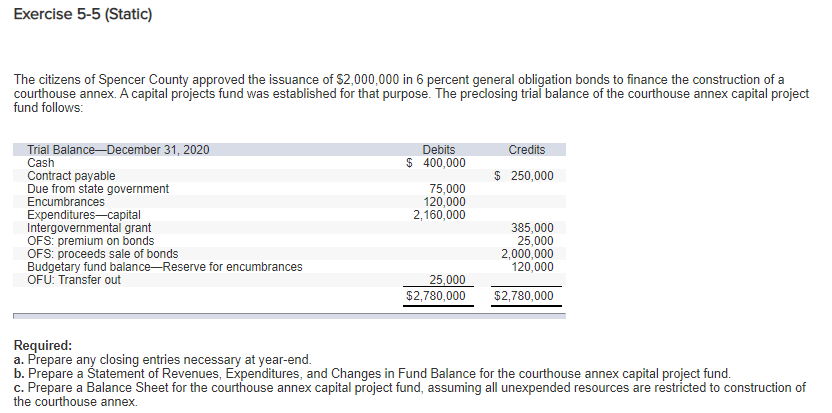 Exercise 5-5 (Static)
The citizens of Spencer County approved the issuance of $2,000,000 in 6 percent general obligation bonds to finance the construction of a
courthouse annex. A capital projects fund was established for that purpose. The preclosing trial balance of the courthouse annex capital project
fund follows:
Trial Balance—December 31, 2020 Debits Credits
Cash $ 400,000
Contract payable $ 250,000
Due from state government 75,000
Encumbrances 120,000
Expenditures—capital 2,160,000
Intergovernmental grant 385,000
OFS: premium on bonds 25,000
OFS: proceeds sale of bonds 2,000,000
Budgetary fund balance—Reserve for encumbrances 120,000
OFU: Transfer out 25,000
$2,780,000 $2,780,000
Required:
a. Prepare any closing entries necessary at year-end.
b. Prepare a Statement of Revenues, Expenditures, and Changes in Fund Balance for the courthouse annex capital project fund.
c. Prepare a Balance Sheet for the courthouse annex capital project fund, assuming all unexpended resources are restricted to construction of
the courthouse annex.